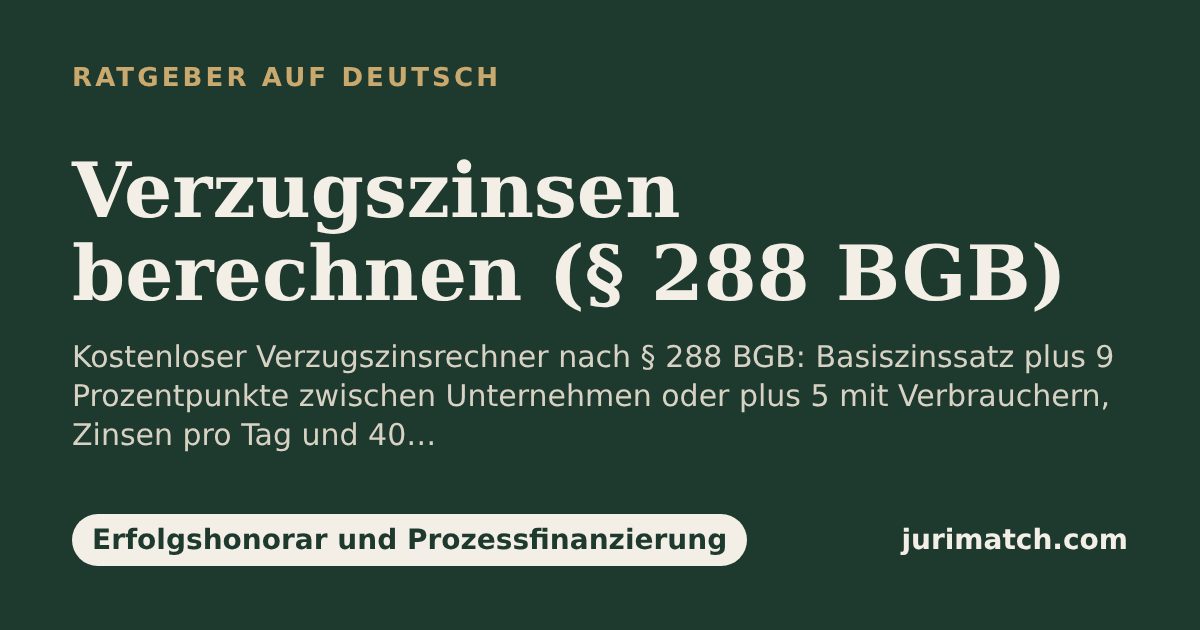 RATGEBER AUF DEUTSCH
Verzugszinsen
berechnen (§ 288 BGB)
Kostenloser Verzugszinsrechner nach § 288 BGB: Basiszinssatz plus 9
Prozentpunkte zwischen Unternehmen oder plus 5 mit Verbrauchern,
Zinsen pro Tag und 40…
Erfolgshonorar und Prozessfinanzierung
jurimatch.com